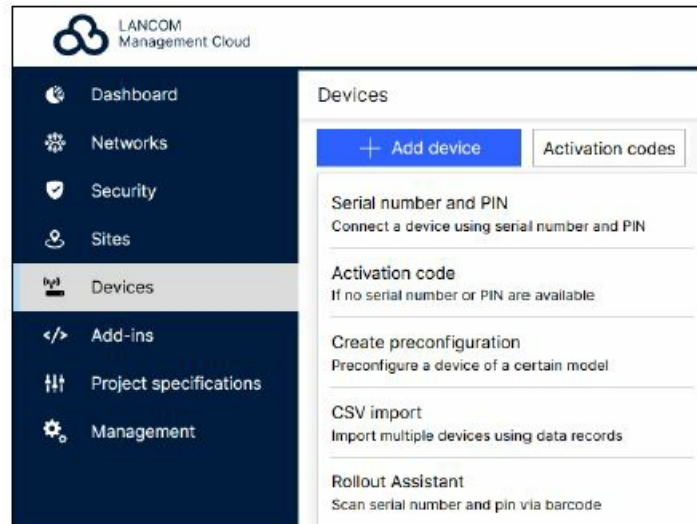 LANCOM
Management Cloud
Dashboard
Networks
Security
Sites
Devices
Add-ins
Project specifications
Management
Devices
+ Add device
Activation codes
Serial number and PIN
Connect a device using serial number and PIN
Activation code
If no serial number or PIN are available
Create preconfiguration
Preconfigure a device of a certain model
CSV import
Import multiple devices using data records
Rollout Assistant
Scan serial number and pin via barcode